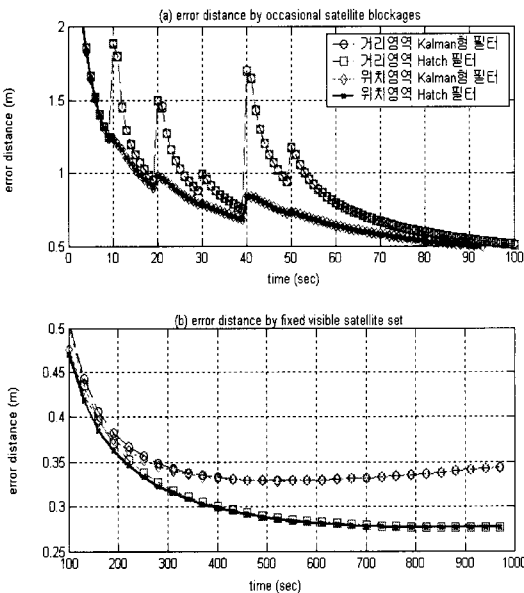 (a) error distance by occasional satellite blockages
거리영역 Kalman형 필터
거리영역 Hatch 필터
위치영역 Kalman형 필터
위치영역 Hatch 필터
error distance (m)
2
1.5
1
0.5
0 10 20 30 40 50 60 70 80 90 100
time (sec)
(b) error distance by fixed visible satellite set
error distance (m)
0.5
0.45
0.4
0.35
0.3
0.25
100 200 300 400 500 600 700 800 900 1000
time (sec)